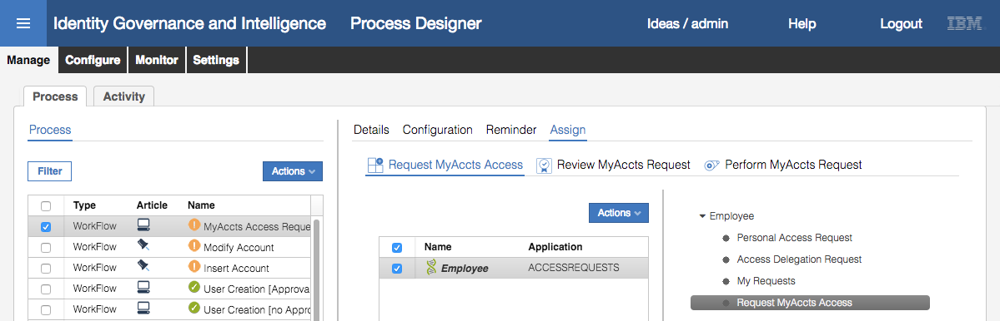 Identity Governance and Intelligence Process Designer Ideas / admin Help Logout IBM
Manage Configure Monitor Settings
Process Activity
Process
Filter Actions
Type Article Name
WorkFlow MyAccts Access Reque
WorkFlow Modify Account
WorkFlow Insert Account
WorkFlow User Creation [Approva
WorkFlow User Creation [no Appro
Details Configuration Reminder Assign
Request MyAccts Access Review MyAccts Request Perform MyAccts Request
Actions
Name Application
Employee ACCESSREQUESTS
Employee
Personal Access Request
Access Delegation Request
My Requests
Request MyAccts Access